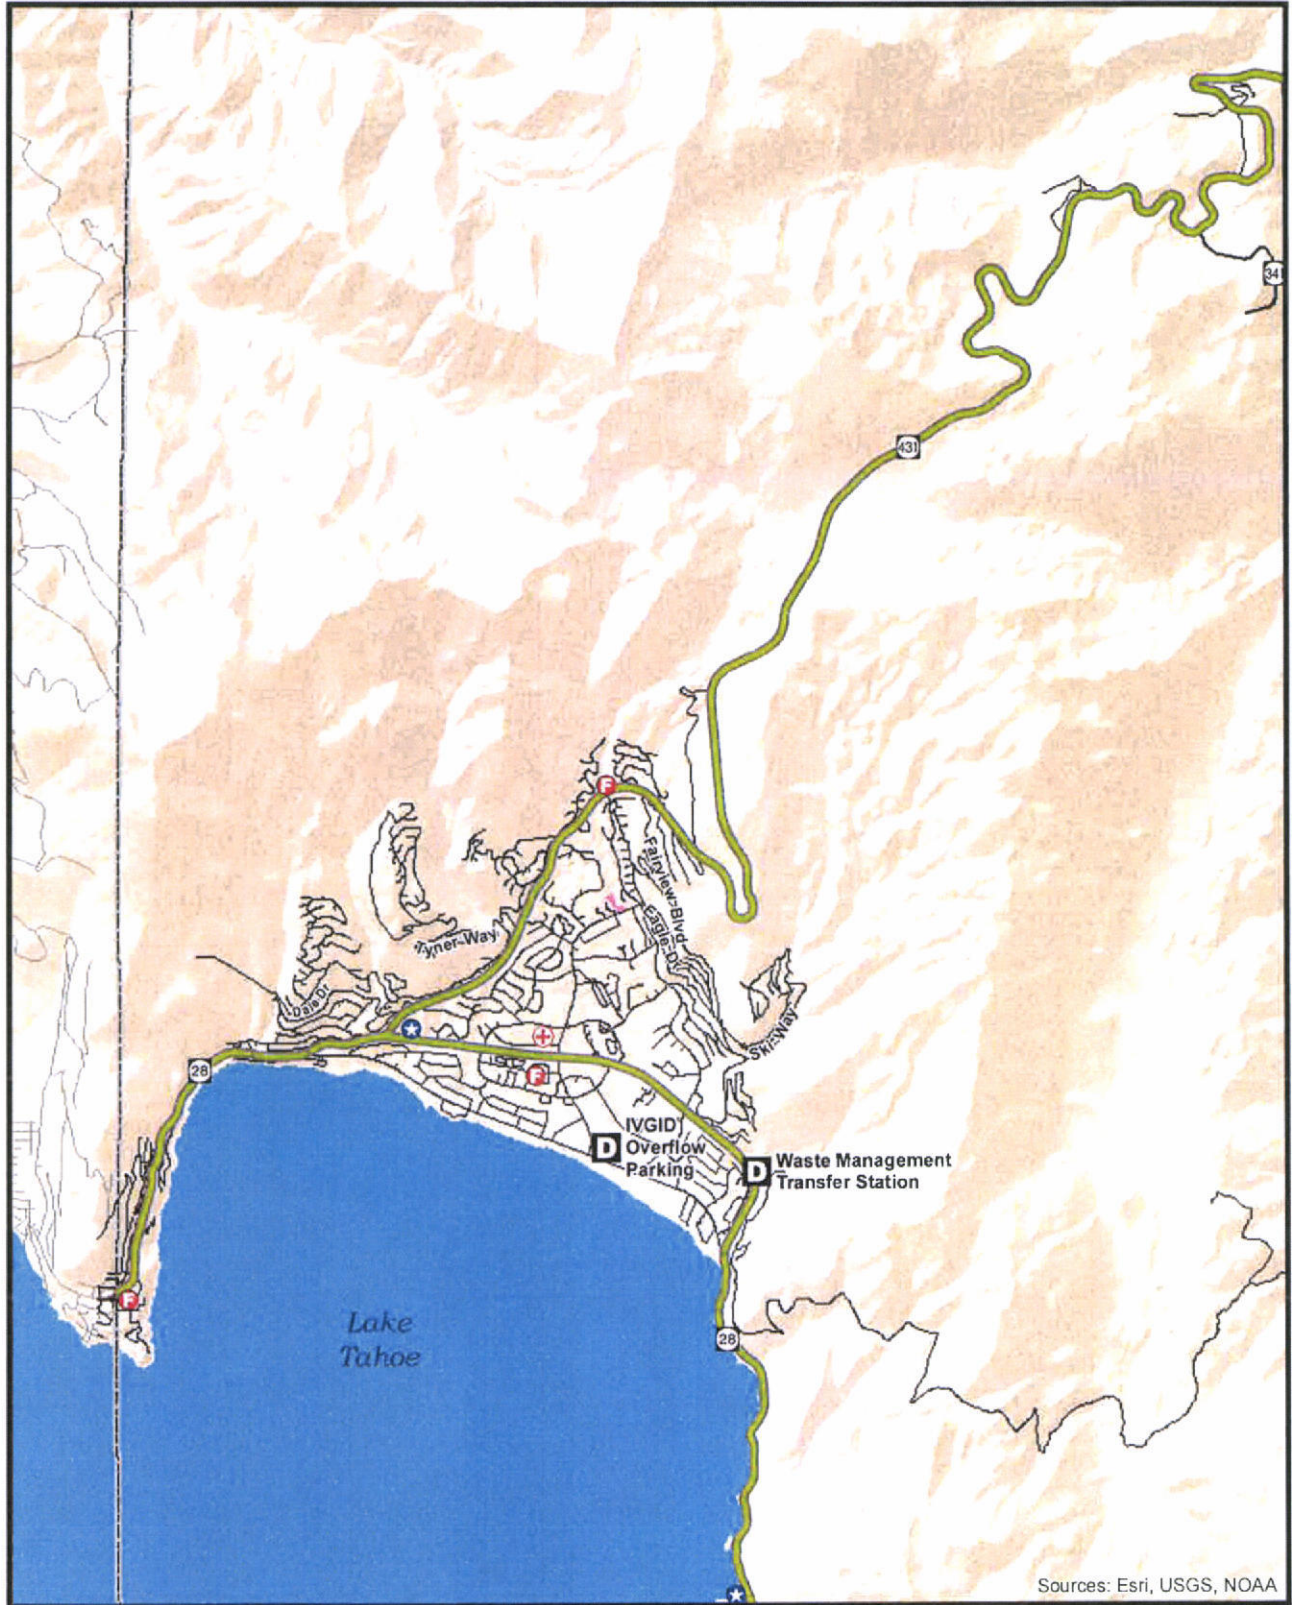 341
431
Fairview-Blvd
Eagle-Dr
Tyner-Way
Dale Dr
Ski-Way
28
IVGID
Overflow
Parking
D
D
Waste Management
Transfer Station
F
F
F
28
Lake
Tahoe
Sources: Esri, USGS, NOAA